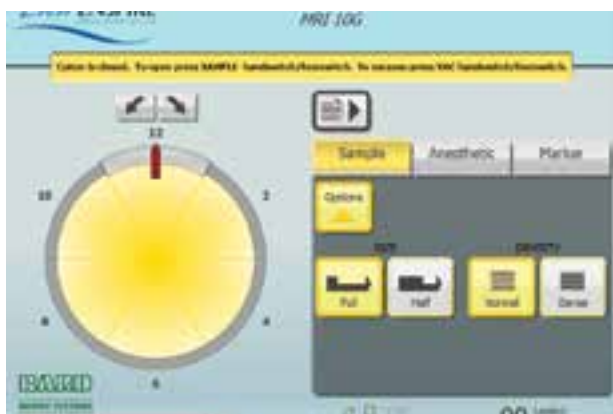 MRI 10G
Cutter is closed. To open press SAMPLE handswitch/footswitch. To vacuum press VAC handswitch/footswitch.
12
10
2
8
4
6
Sample
Anesthetic
Marker
Options
SIZE
DENSITY
Full
Half
Normal
Dense
BARD